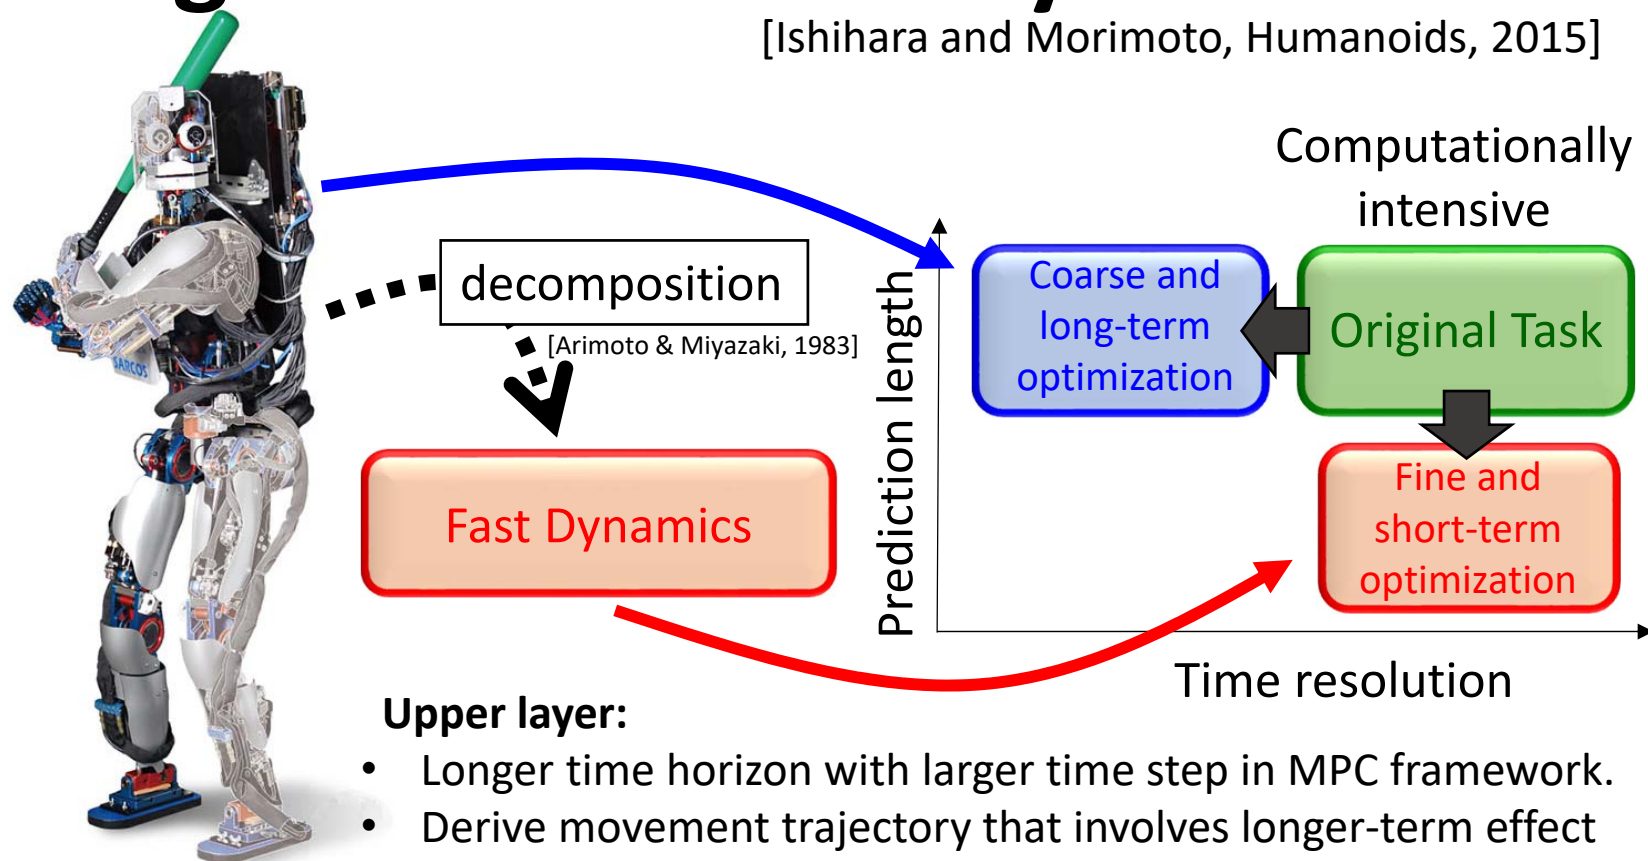 [Ishihara and Morimoto, Humanoids, 2015]
Computationally
intensive
decomposition
[Arimoto & Miyazaki, 1983]
Prediction length
Coarse and
long-term
optimization
Original Task
SARCOS
Fast Dynamics
Fine and
short-term
optimization
Time resolution
Upper layer:
• Longer time horizon with larger time step in MPC framework.
• Derive movement trajectory that involves longer-term effect